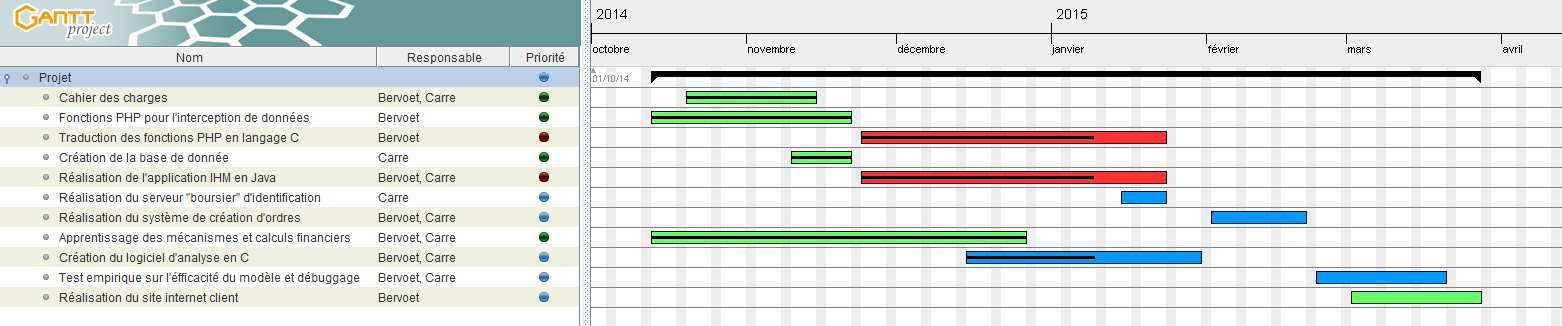 GANTT
project
2014
2015
octobre
novembre
décembre
janvier
février
mars
avril
Nom
Responsable
Priorité
01/10/14
Projet
Cahier des charges Bervoet, Carre
Fonctions PHP pour l'interception de données Bervoet
Traduction des fonctions PHP en langage C Bervoet
Création de la base de donnée Carre
Réalisation de l'application IHM en Java Bervoet, Carre
Réalisation du serveur "boursier" d'identification Carre
Réalisation du système de création d'ordres Bervoet, Carre
Apprentissage des mécanismes et calculs financiers Bervoet, Carre
Création du logiciel d'analyse en C Bervoet, Carre
Test empirique sur l'éfficacité du modèle et débuggage Bervoet, Carre
Réalisation du site internet client Bervoet